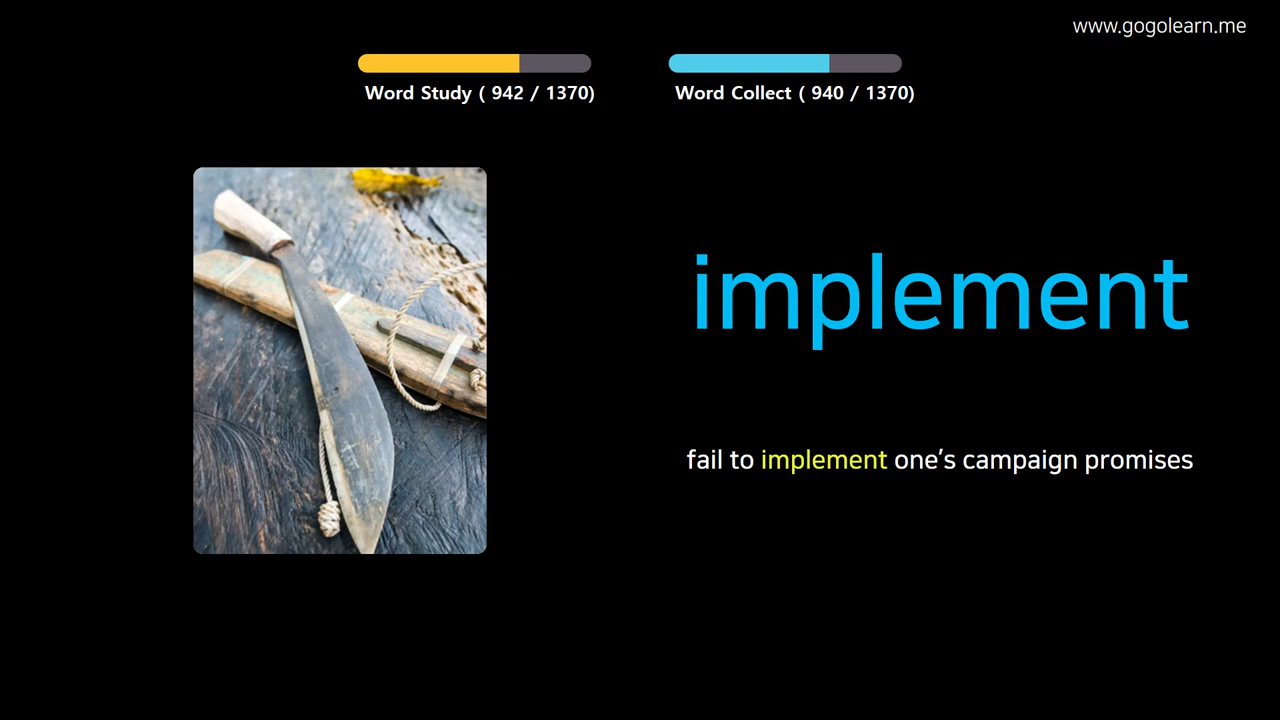 www.gogolearn.me
Word Study ( 942 / 1370)
Word Collect ( 940 / 1370)
implement
fail to implement one's campaign promises